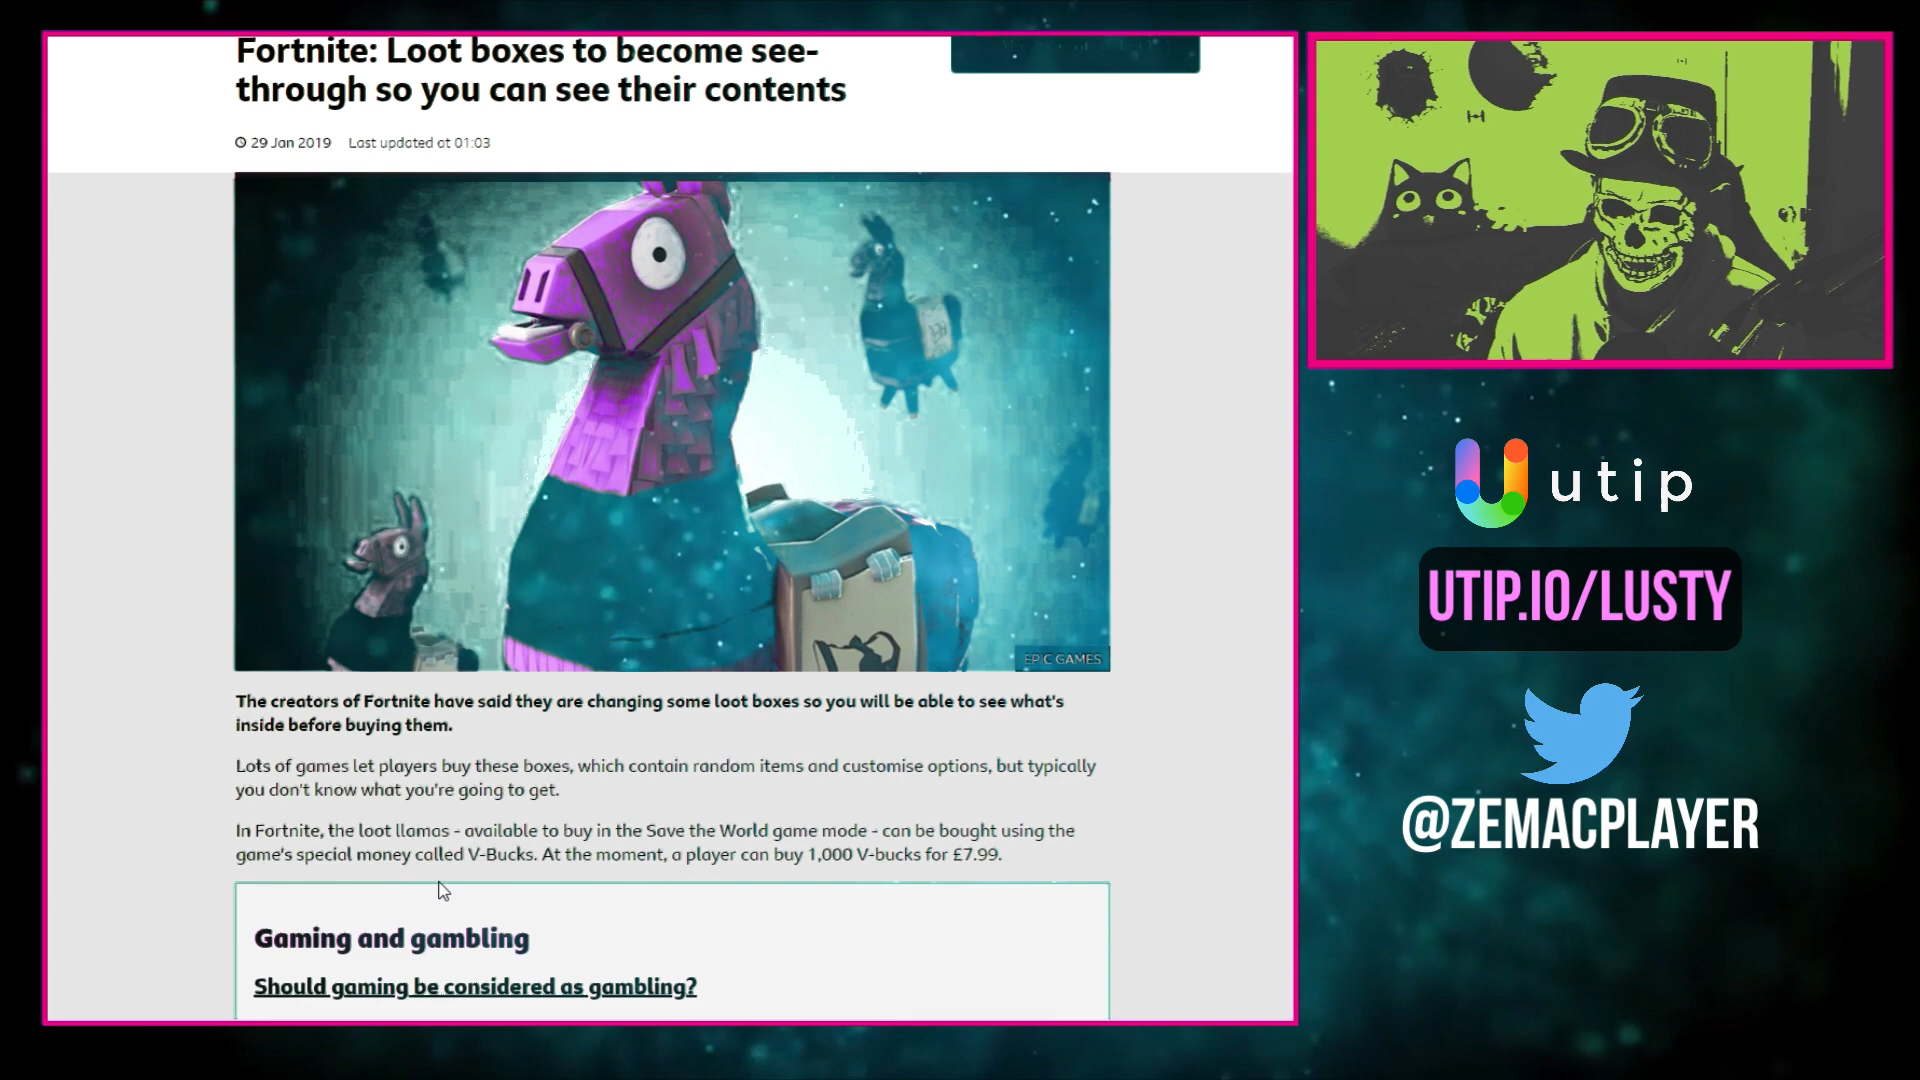 Fortnite: Loot boxes to become see-
through so you can see their contents
29 Jan 2019 Last updated at 01:03
EPIC GAMES
The creators of Fortnite have said they are changing some loot boxes so you will be able to see what's
inside before buying them.
Lots of games let players buy these boxes, which contain random items and customise options, but typically
you don't know what you're going to get.
In Fortnite, the loot llamas - available to buy in the Save the World game mode - can be bought using the
game's special money called V-Bucks. At the moment, a player can buy 1,000 V-bucks for £7.99.
Gaming and gambling
Should gaming be considered as gambling?
utip
UTIP.IO/LUSTY
@ZEMACPLAYER